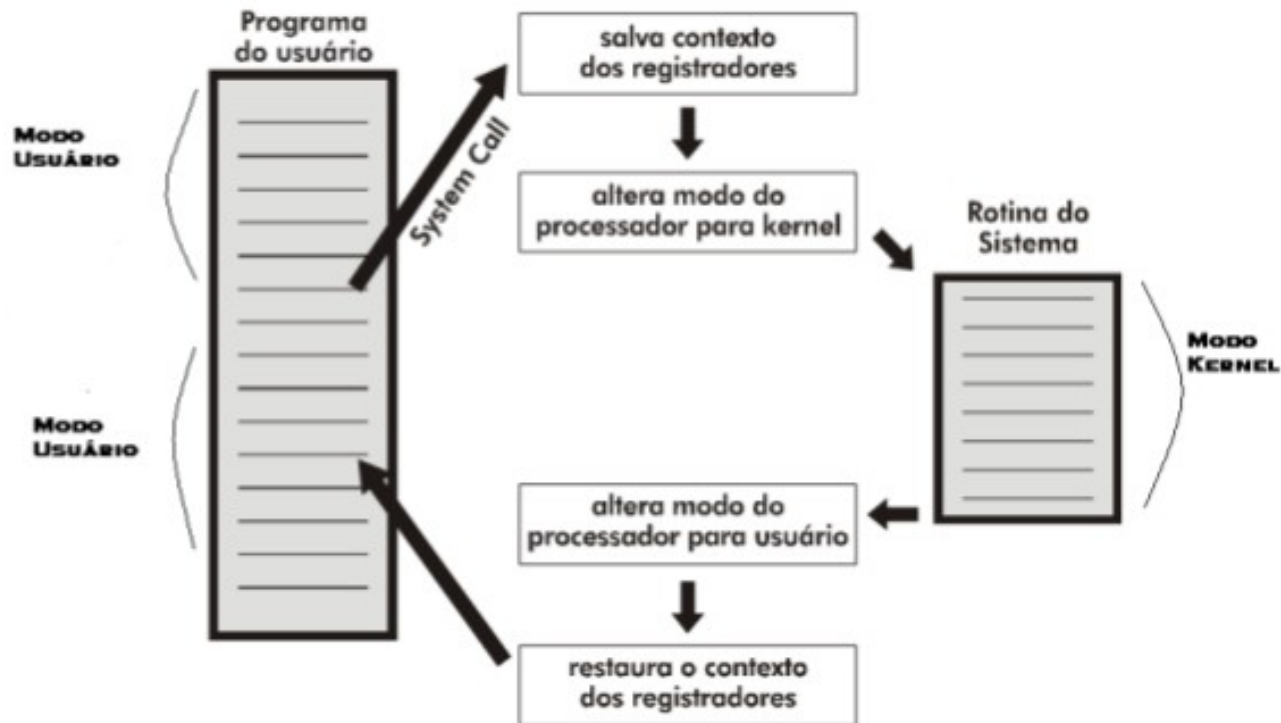 Programa
do usuário
salva contexto
dos registradores
MODO
USUÁRIO
System Call
altera modo do
processador para kernel
Rotina do
Sistema
MODO
KERNEL
MODO
USUÁRIO
altera modo do
processador para usuário
restaura o contexto
dos registradores